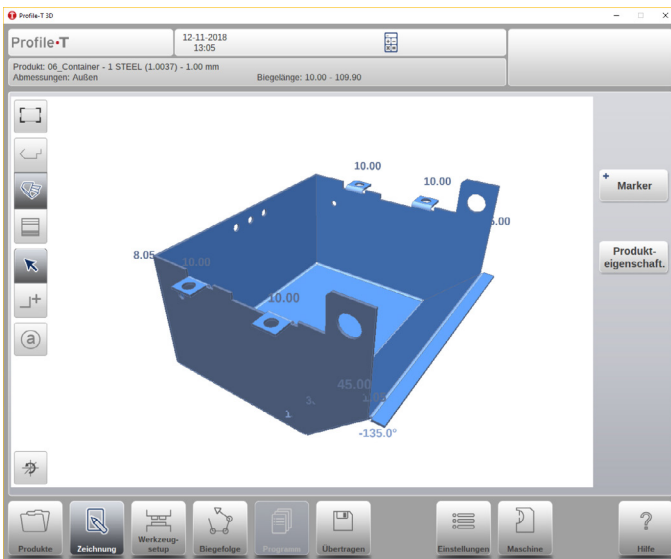 Profile-T 3D
Profile-T
12-11-2018
13:05
Produkt: 06_Container - 1 STEEL (1.0037) - 1.00 mm
Abmessungen: Außen
Biegelänge: 10.00 - 109.90
10.00
10.00
8.05
10.00
10.00
45.00
-135.0°
a
+ Marker
Produkt-
eigenschaft.
Produkte
Zeichnung
Werkzeug-
setup
Biegefolge
Programm
Übertragen
Einstellungen
Maschine
?
Hilfe